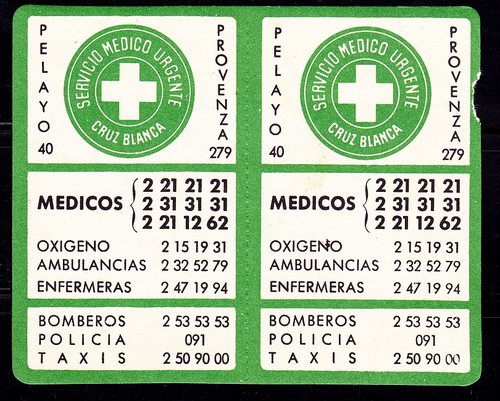 PELAYO 40
SERVICIO MEDICO URGENTE
CRUZ BLANCA
PROVENZA 279
MEDICOS
2 21 21 21
2 31 31 31
2 21 12 62
OXIGENO 2 15 19 31
AMBULANCIAS 2 32 52 79
ENFERMERAS 2 47 19 94
BOMBEROS 2 53 53 53
POLICIA 091
TAXIS 2 50 90 00
PELAYO 40
SERVICIO MEDICO URGENTE
CRUZ BLANCA
PROVENZA 279
MEDICOS
2 21 21 21
2 31 31 31
2 21 12 62
OXIGENO 2 15 19 31
AMBULANCIAS 2 32 52 79
ENFERMERAS 2 47 19 94
BOMBEROS 2 53 53 53
POLICIA 091
TAXIS 2 50 90 00